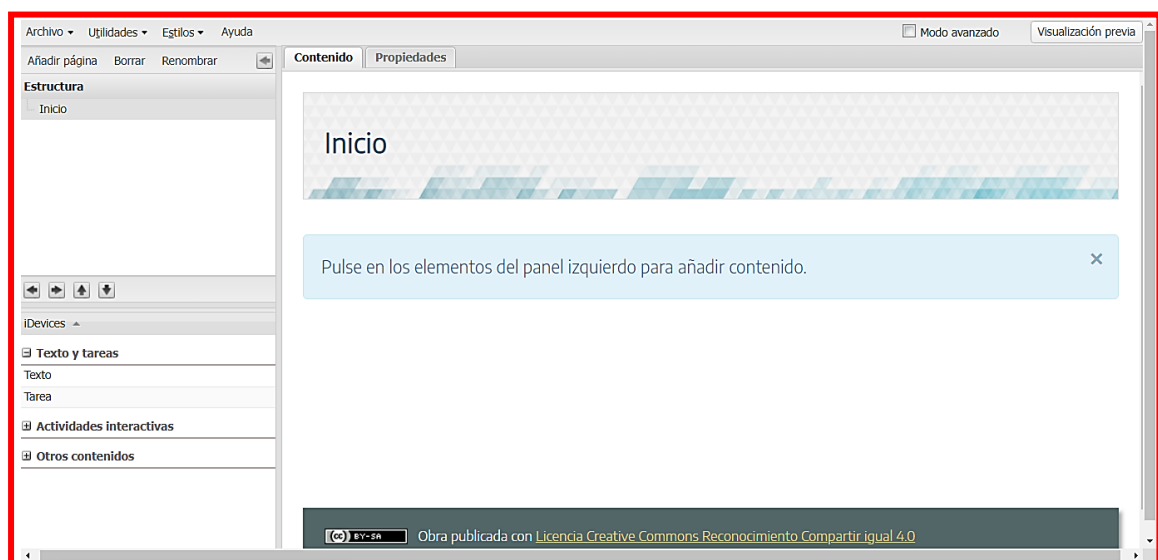 Archivo Utilidades Estilos Ayuda
Modo avanzado
Visualización previa
Añadir página Borrar Renombrar
Contenido Propiedades
Estructura
Inicio
Inicio
Pulse en los elementos del panel izquierdo para añadir contenido.
iDevices
Texto y tareas
Texto
Tarea
Actividades interactivas
Otros contenidos
(cc) BY-SA Obra publicada con Licencia Creative Commons Reconocimiento Compartir igual 4.0